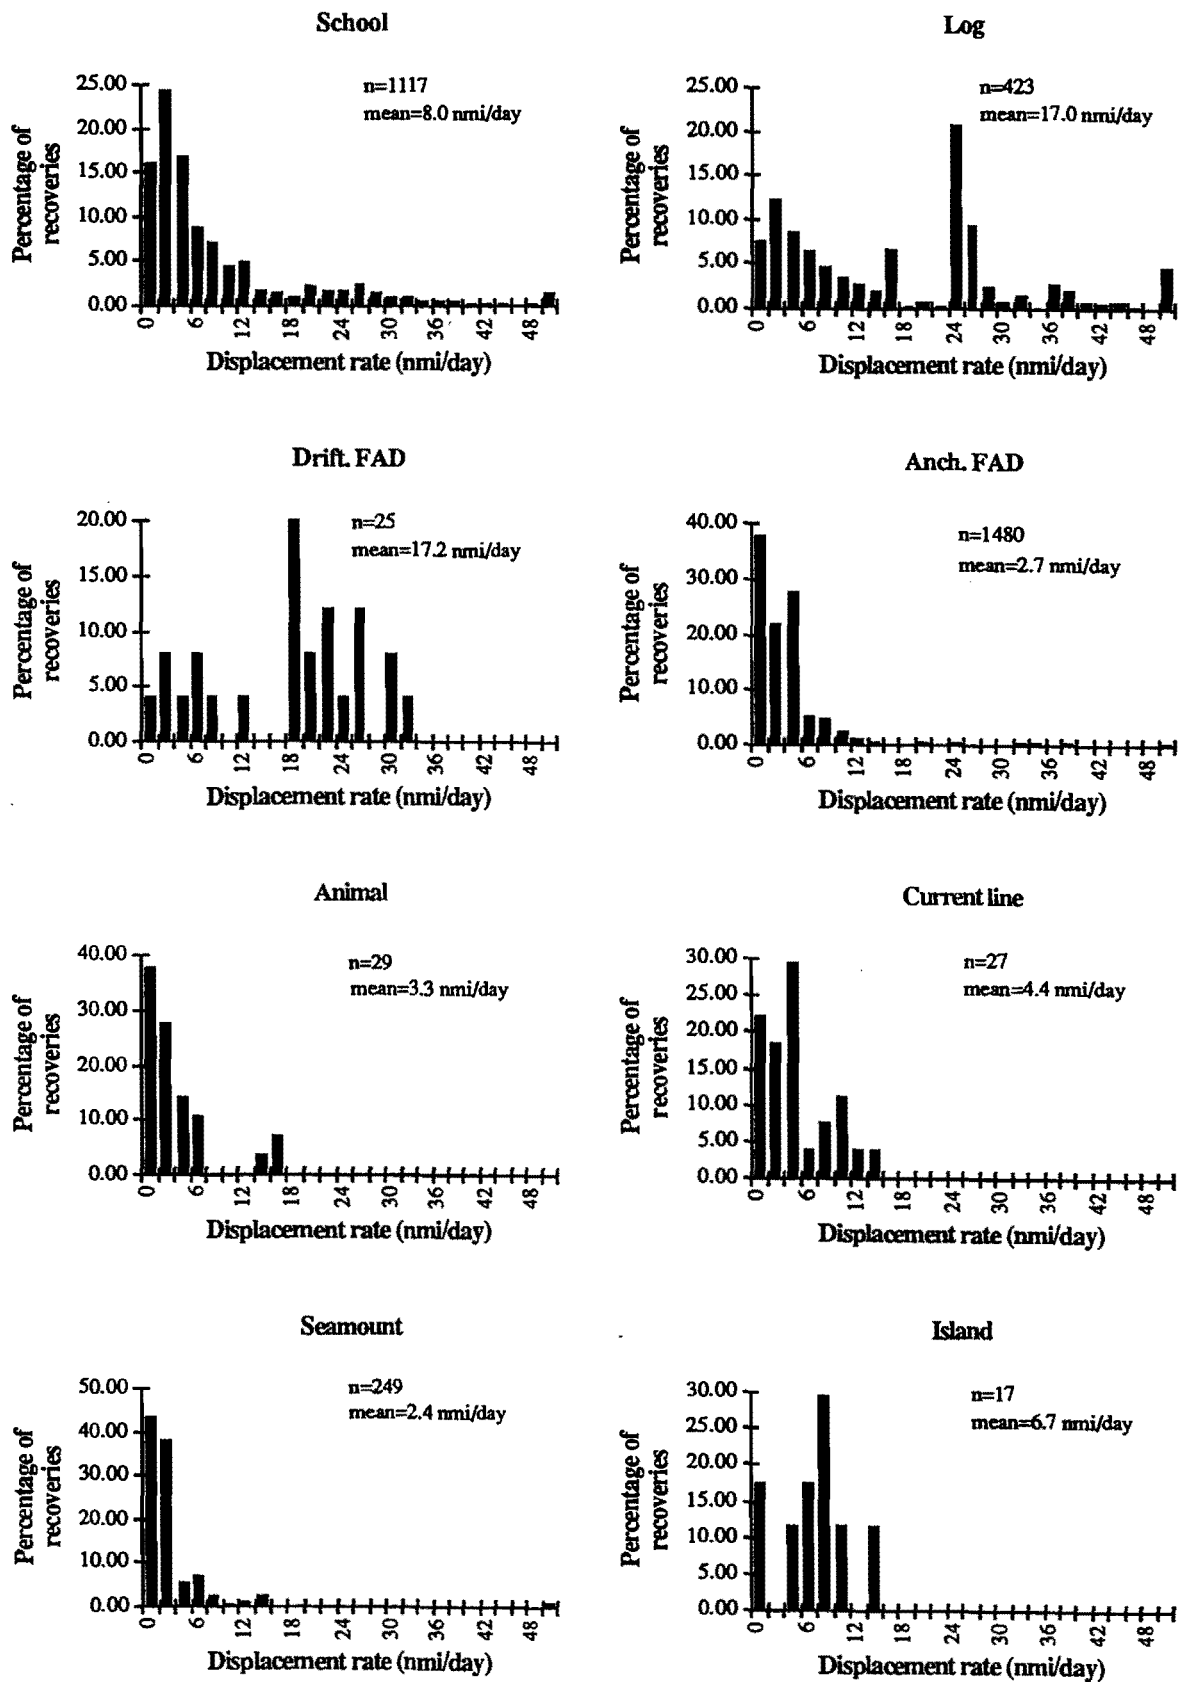 School
n=1117
mean=8.0 nmi/day
Percentage of
recoveries
25.00
20.00
15.00
10.00
5.00
0.00
0 6 12 18 24 30 36 42 48
Displacement rate (nmi/day)
Log
n=423
mean=17.0 nmi/day
Percentage of
recoveries
25.00
20.00
15.00
10.00
5.00
0.00
0 6 12 18 24 30 36 42 48
Displacement rate (nmi/day)
Drift. FAD
n=25
mean=17.2 nmi/day
Percentage of
recoveries
20.00
15.00
10.00
5.00
0.00
0 6 12 18 24 30 36 42 48
Displacement rate (nmi/day)
Anch. FAD
n=1480
mean=2.7 nmi/day
Percentage of
recoveries
40.00
30.00
20.00
10.00
0.00
0 6 12 18 24 30 36 42 48
Displacement rate (nmi/day)
Animal
n=29
mean=3.3 nmi/day
Percentage of
recoveries
40.00
30.00
20.00
10.00
0.00
0 6 12 18 24 30 36 42 48
Displacement rate (nmi/day)
Current line
n=27
mean=4.4 nmi/day
Percentage of
recoveries
30.00
25.00
20.00
15.00
10.00
5.00
0.00
0 6 12 18 24 30 36 42 48
Displacement rate (nmi/day)
Seamount
n=249
mean=2.4 nmi/day
Percentage of
recoveries
50.00
40.00
30.00
20.00
10.00
0.00
0 6 12 18 24 30 36 42 48
Displacement rate (nmi/day)
Island
n=17
mean=6.7 nmi/day
Percentage of
recoveries
30.00
25.00
20.00
15.00
10.00
5.00
0.00
0 6 12 18 24 30 36 42 48
Displacement rate (nmi/day)